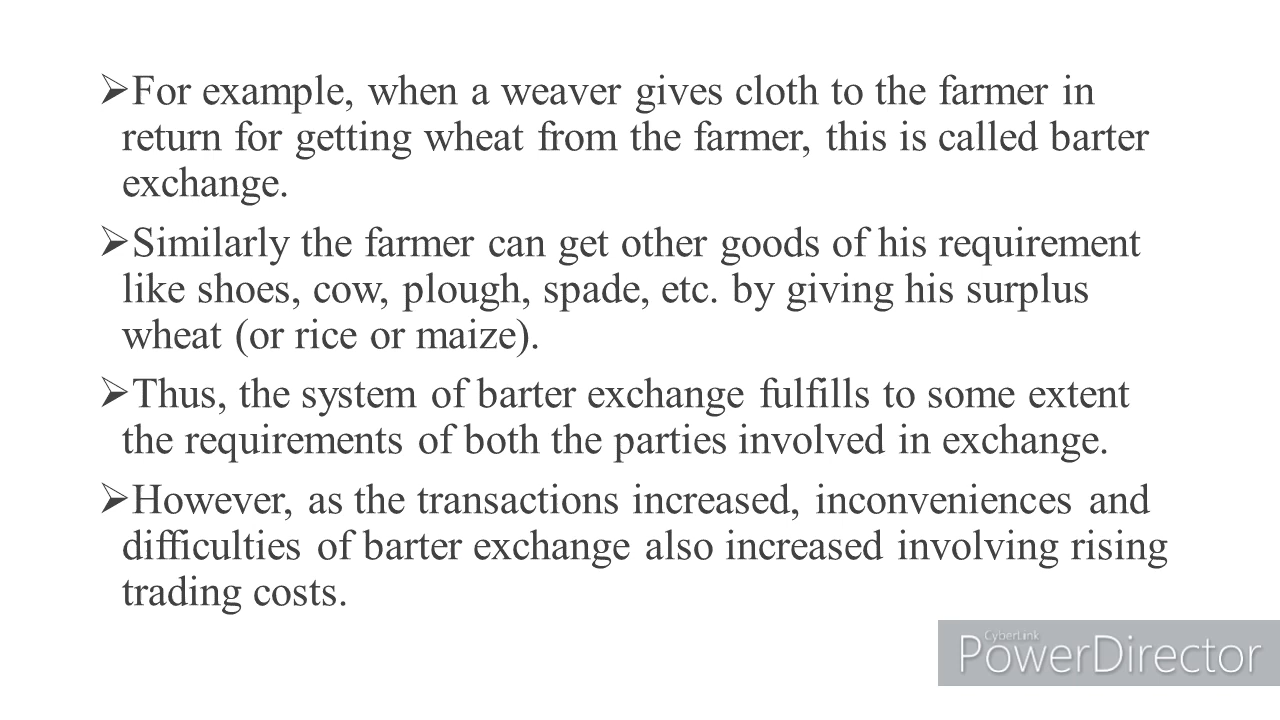 ➢For example, when a weaver gives cloth to the farmer in
return for getting wheat from the farmer, this is called barter
exchange.
➢Similarly the farmer can get other goods of his requirement
like shoes, cow, plough, spade, etc. by giving his surplus
wheat (or rice or maize).
➢Thus, the system of barter exchange fulfills to some extent
the requirements of both the parties involved in exchange.
➢However, as the transactions increased, inconveniences and
difficulties of barter exchange also increased involving rising
trading costs.
CyberLink
PowerDirector